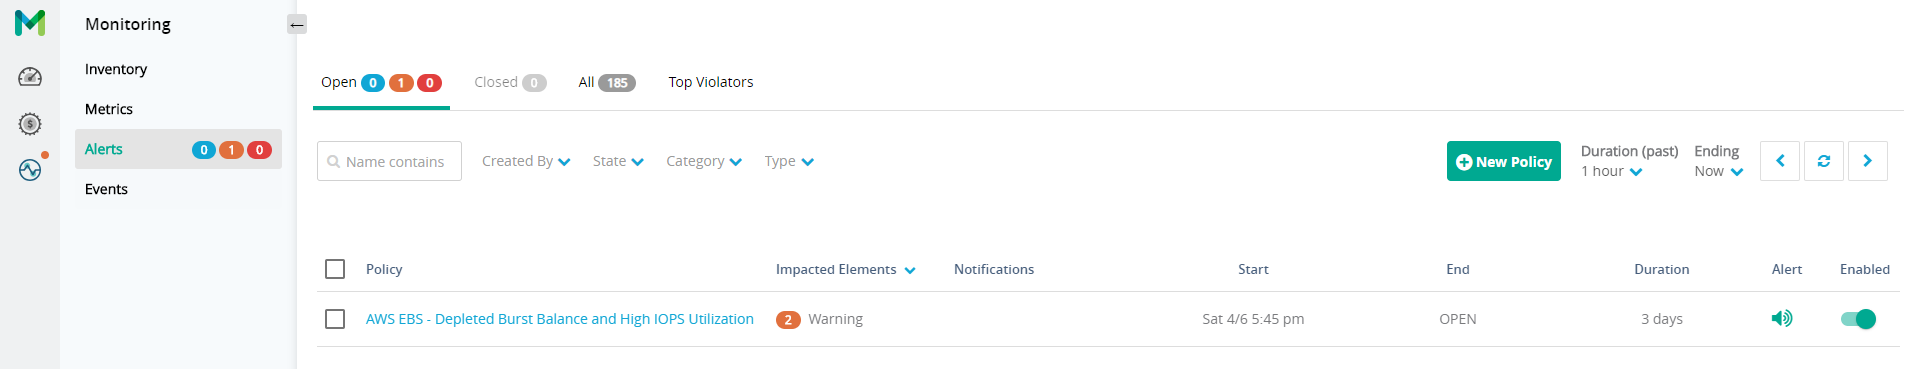 Monitoring
←
Inventory
Metrics
Alerts 0 1 0
Events
Open 0 1 0 Closed 0 All 185 Top Violators
Name contains Created By State Category Type
New Policy
Duration (past)
1 hour
Ending
Now
Policy Impacted Elements Notifications Start End Duration Alert Enabled
AWS EBS - Depleted Burst Balance and High IOPS Utilization 2 Warning Sat 4/6 5:45 pm OPEN 3 days